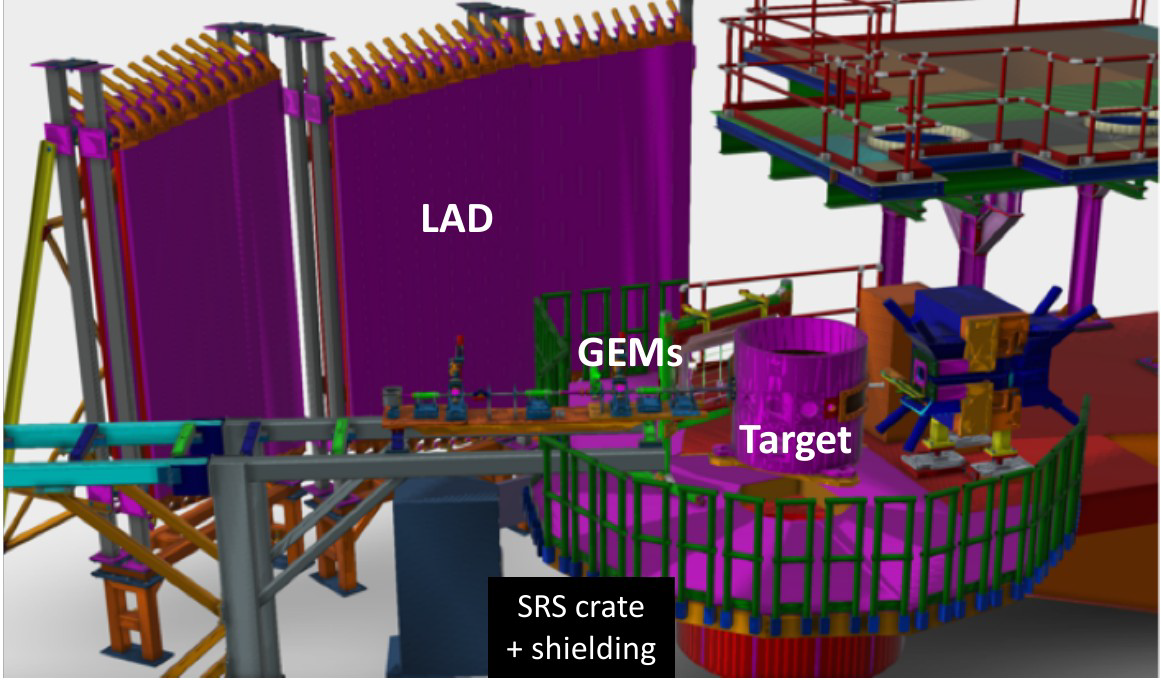 LAD
GEMs
Target
SRS crate
+ shielding